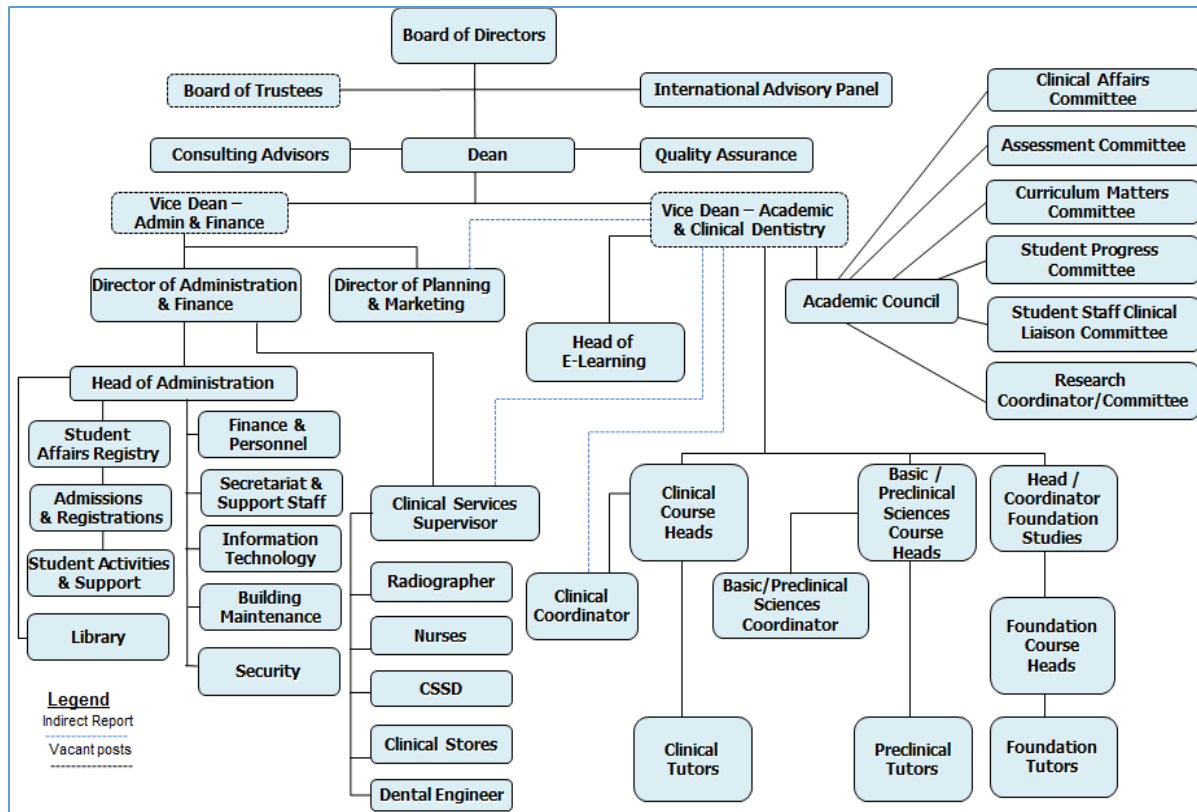 Board of Directors
Board of Trustees
International Advisory Panel
Consulting Advisors
Dean
Quality Assurance
Vice Dean –
Admin & Finance
Vice Dean – Academic
& Clinical Dentistry
Clinical Affairs
Committee
Assessment Committee
Curriculum Matters
Committee
Student Progress
Committee
Student Staff Clinical
Liaison Committee
Research
Coordinator/Committee
Academic Council
Director of Administration
& Finance
Director of Planning
& Marketing
Head of
E-Learning
Head of Administration
Student
Affairs Registry
Admissions
& Registrations
Student Activities
& Support
Library
Finance &
Personnel
Secretariat &
Support Staff
Information
Technology
Building
Maintenance
Security
Clinical Services
Supervisor
Radiographer
Nurses
CSSD
Clinical Stores
Dental Engineer
Clinical
Course
Heads
Clinical
Coordinator
Clinical
Tutors
Basic /
Preclinical
Sciences
Course
Heads
Basic/Preclinical
Sciences
Coordinator
Preclinical
Tutors
Head /
Coordinator
Foundation
Studies
Foundation
Course
Heads
Foundation
Tutors
Legend
Indirect Report
Vacant posts